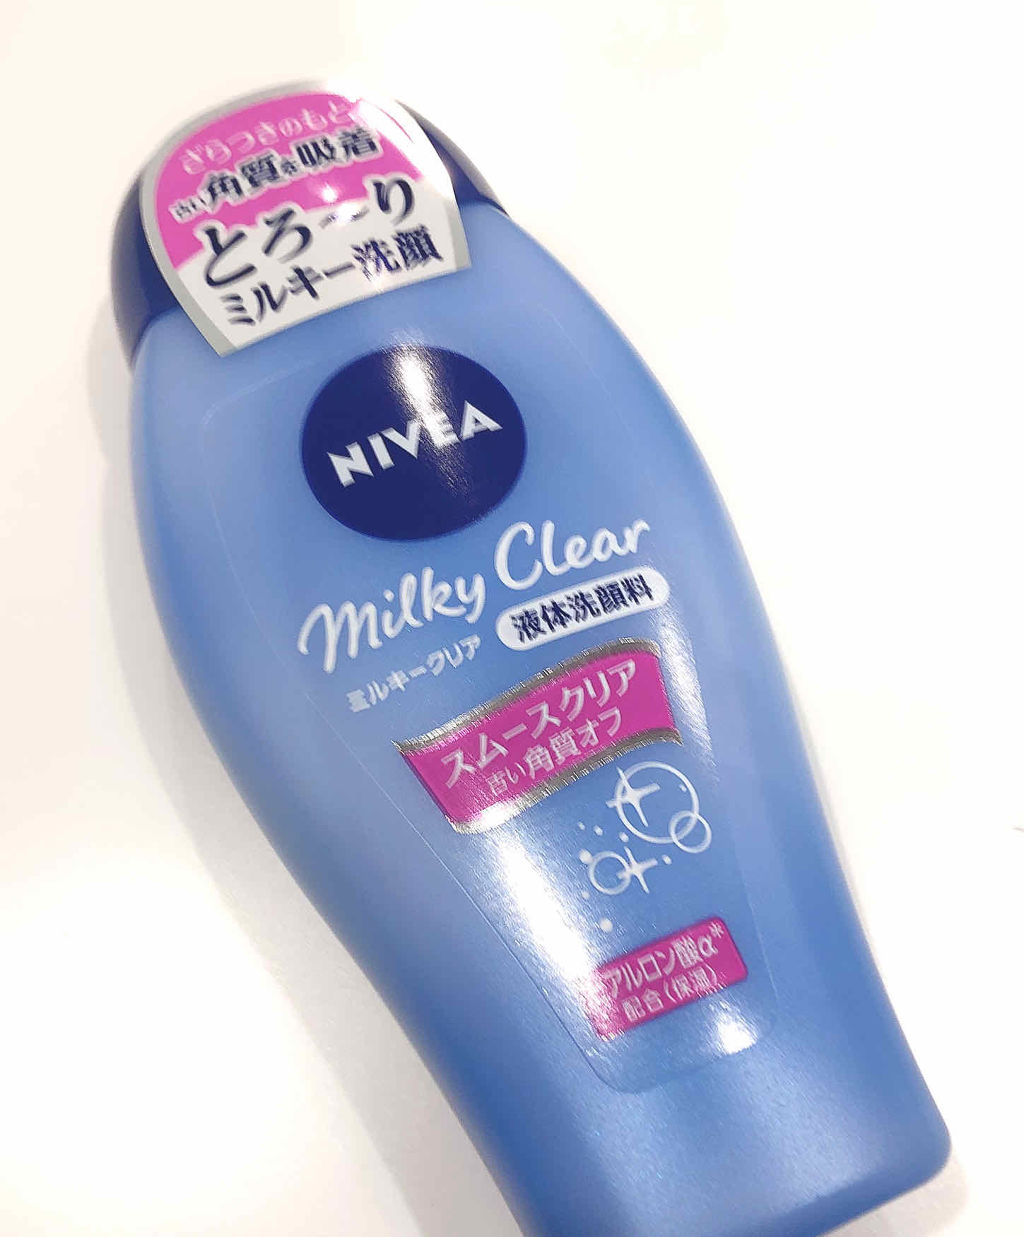 ざらつきのもと
古い角質を吸着
とろ〜り
ミルキー洗顔
NIVEA
Milky Clear
ミルキークリア
液体洗顔料
スムースクリア
古い角質オフ
アルロン酸α*
配合（保湿）